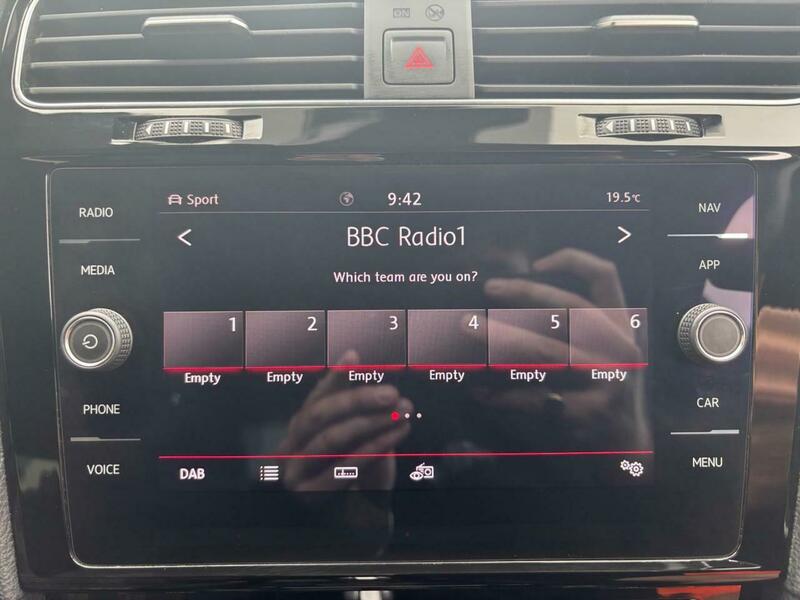 ON
RADIO
MEDIA
PHONE
VOICE
Sport 9:42 19.5°C
< BBC Radio1 >
Which team are you on?
1 2 3 4 5 6
Empty Empty Empty Empty Empty Empty
DAB
NAV
APP
CAR
MENU